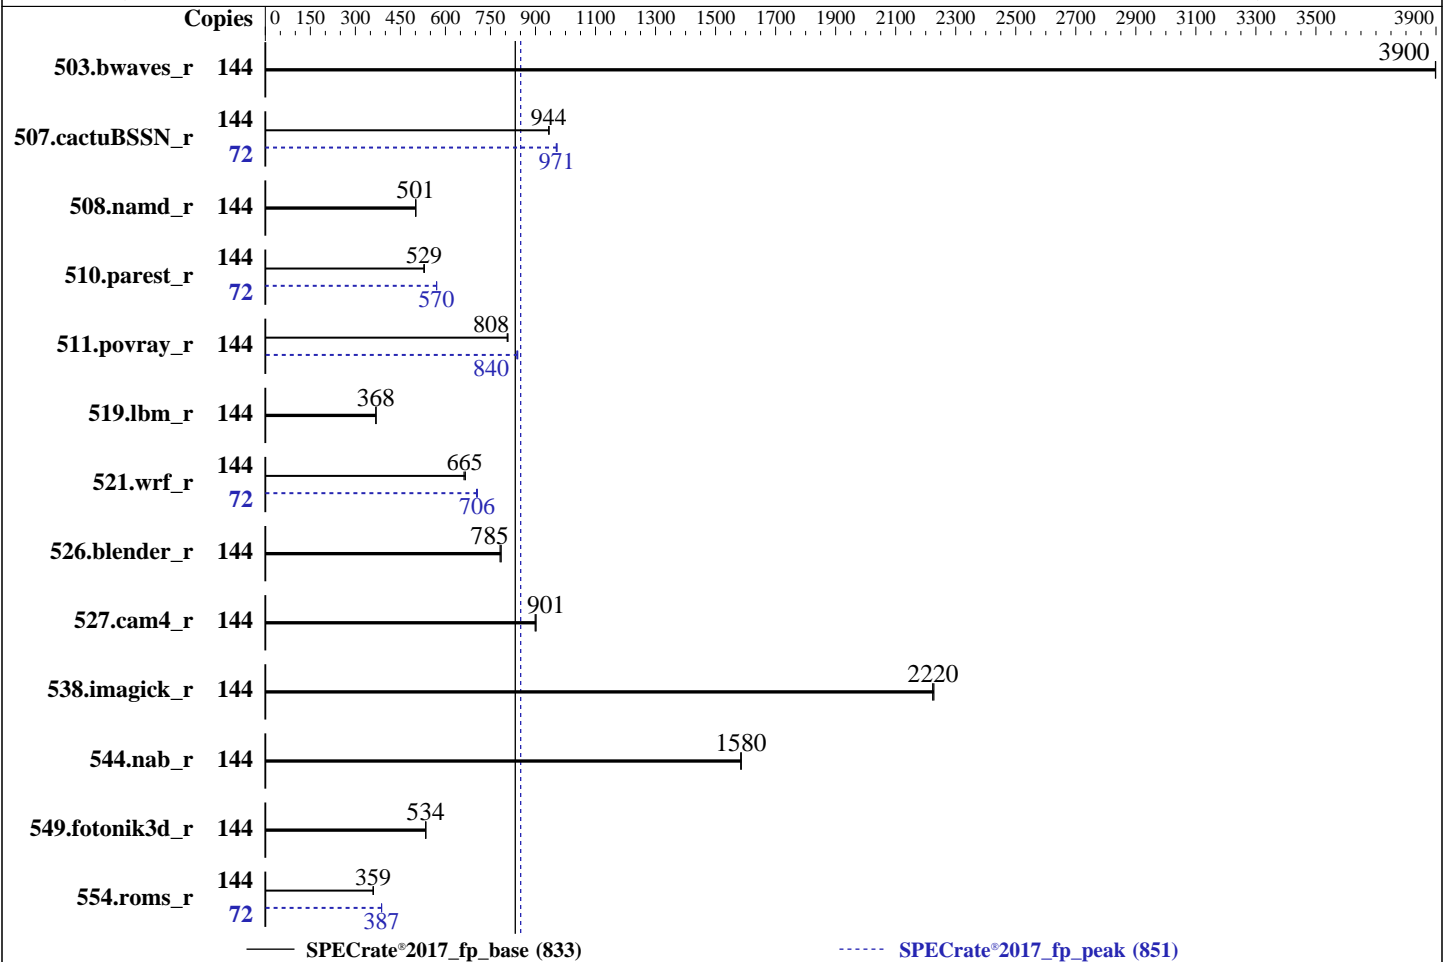 Copies 0 150 300 450 600 750 900 1100 1300 1500 1700 1900 2100 2300 2500 2700 2900 3100 3300 3500 3900
503.bwaves_r 144 3900
507.cactuBSSN_r 144 944
72 971
508.namd_r 144 501
510.parest_r 144 529
72 570
511.povray_r 144 808
840
519.lbm_r 144 368
521.wrf_r 144 665
72 706
526.blender_r 144 785
527.cam4_r 144 901
538.imagick_r 144 2220
544.nab_r 144 1580
549.fotonik3d_r 144 534
554.roms_r 144 359
72 387
SPECrate®2017_fp_base (833) SPECrate®2017_fp_peak (851)